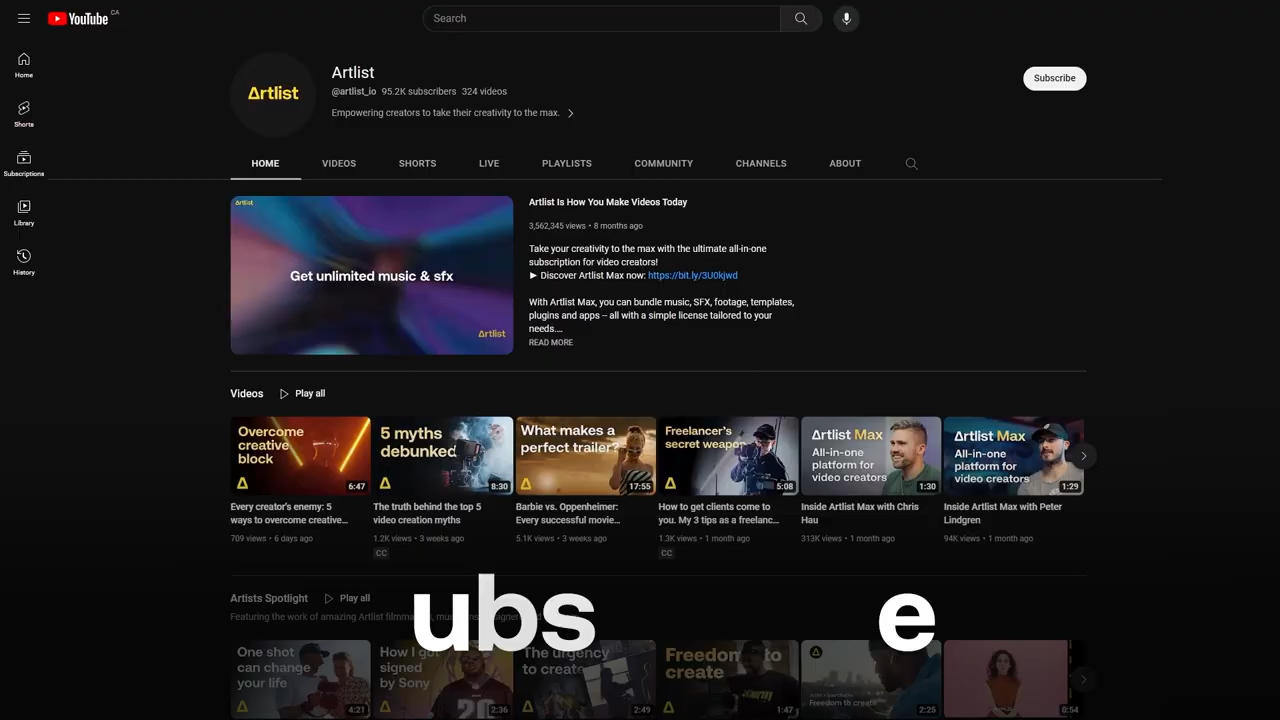 YouTube CA
Search
Home
Shorts
Subscriptions
Library
History
Artlist
Artlist
@artlist_io 95.2K subscribers 324 videos
Empowering creators to take their creativity to the max.
Subscribe
HOME VIDEOS SHORTS LIVE PLAYLISTS COMMUNITY CHANNELS ABOUT
Artlist
Get unlimited music & sfx
Artlist
Artlist Is How You Make Videos Today
3,562,345 views • 8 months ago
Take your creativity to the max with the ultimate all-in-one
subscription for video creators!
► Discover Artlist Max now: https://bit.ly/3U0kjwd
With Artlist Max, you can bundle music, SFX, footage, templates,
plugins and apps – all with a simple license tailored to your
needs....
READ MORE
Videos Play all
Overcome
creative
block
6:47
Every creator's enemy: 5
ways to overcome creative...
709 views • 6 days ago
5 myths
debunked
8:30
The truth behind the top 5
video creation myths
1.2K views • 3 weeks ago
CC
What makes a
perfect trailer?
17:55
Barbie vs. Oppenheimer:
Every successful movie...
5.1K views • 3 weeks ago
Freelancer's
secret weapon
5:08
How to get clients come to
you. My 3 tips as a freelanc...
1.3K views • 1 month ago
CC
Artlist Max
All-in-one
platform for
video creators
1:30
Inside Artlist Max with Chris
Hau
313K views • 1 month ago
Artlist Max
All-in-one
platform for
video creators
1:29
Inside Artlist Max with Peter
Lindgren
94K views • 1 month ago
Artists Spotlight Play all
Featuring the work of amazing Artlist
ubs e
One shot
can change
your life
4:21
How I got
signed
by Sony
2:36
The urgency
to create
2:49
Freedom to
create
1:47
Freedom to create
2:25
0:54